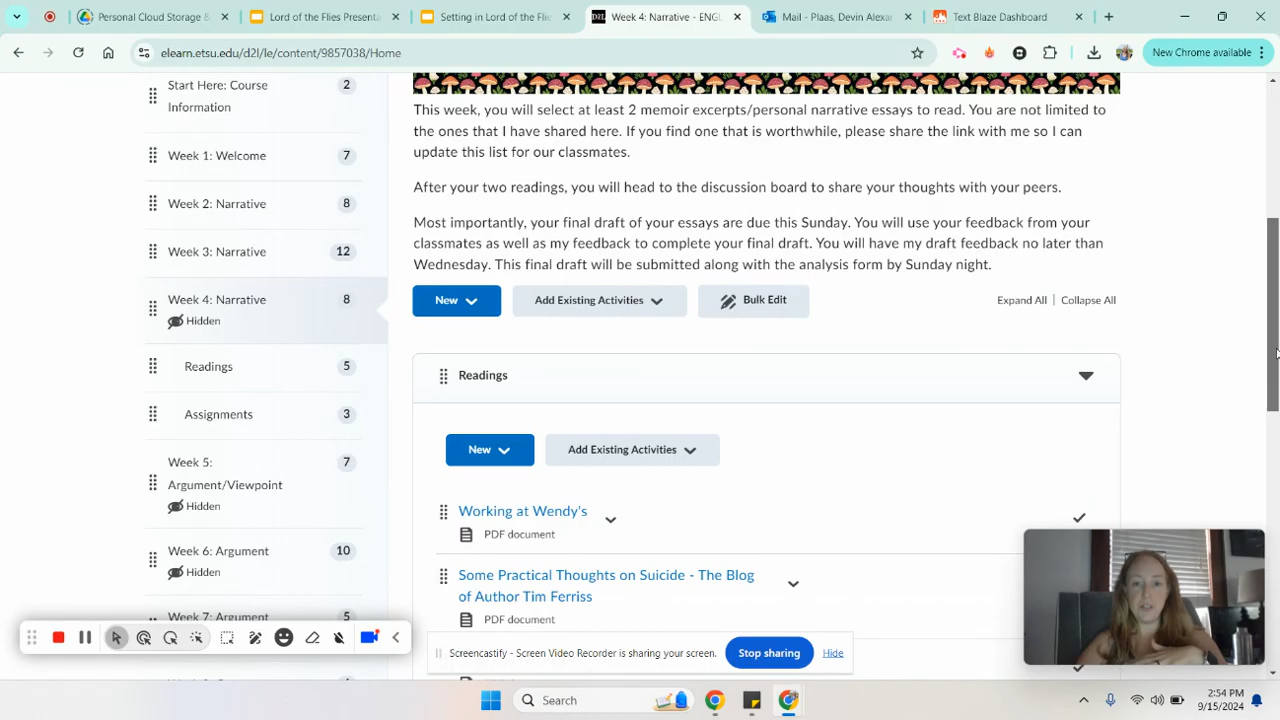 Personal Cloud Storage &
Lord of the Flies Presenta
Setting in Lord of the Flie
Week 4: Narrative - ENGL
Mail - Plaas, Devin Alexar
Text Blaze Dashboard
elearn.etsu.edu/d2l/le/content/9857038/Home
New Chrome available
Start Here: Course
Information
2
Week 1: Welcome
7
Week 2: Narrative
8
Week 3: Narrative
12
Week 4: Narrative
8
Hidden
Readings
5
Assignments
3
Week 5:
Argument/Viewpoint
7
Hidden
Week 6: Argument
10
Hidden
Week 7: Argument
5
This week, you will select at least 2 memoir excerpts/personal narrative essays to read. You are not limited to
the ones that I have shared here. If you find one that is worthwhile, please share the link with me so I can
update this list for our classmates.
After your two readings, you will head to the discussion board to share your thoughts with your peers.
Most importantly, your final draft of your essays are due this Sunday. You will use your feedback from your
classmates as well as my feedback to complete your final draft. You will have my draft feedback no later than
Wednesday. This final draft will be submitted along with the analysis form by Sunday night.
New
Add Existing Activities
Bulk Edit
Expand All | Collapse All
Readings
New
Add Existing Activities
Working at Wendy's
PDF document
Some Practical Thoughts on Suicide - The Blog
of Author Tim Ferriss
PDF document
Screencastify - Screen Video Recorder is sharing your screen.
Stop sharing
Hide
Search
2:54 PM
9/15/2024